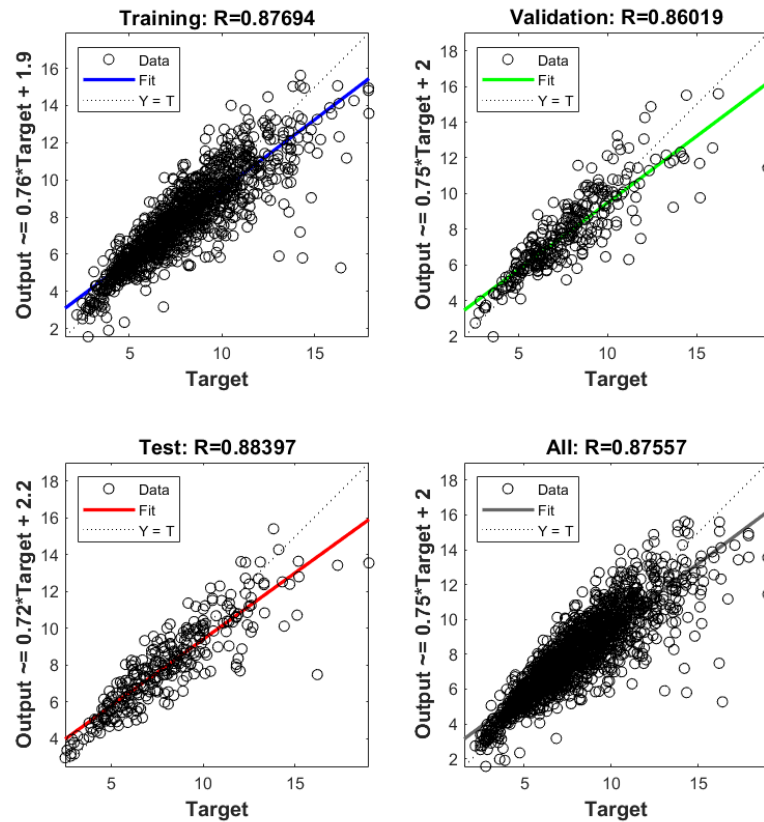 Training: R=0.87694
Output ~= 0.76*Target + 1.9
16
14
12
10
8
6
4
2
Data
Fit
Y = T
5
10
15
Target
Validation: R=0.86019
Output ~= 0.75*Target + 2
18
16
14
12
10
8
6
4
2
Data
Fit
Y = T
5
10
15
Target
Test: R=0.88397
Output ~= 0.72*Target + 2.2
18
16
14
12
10
8
6
4
Data
Fit
Y = T
5
10
15
Target
All: R=0.87557
Output ~= 0.75*Target + 2
18
16
14
12
10
8
6
4
2
Data
Fit
Y = T
5
10
15
Target